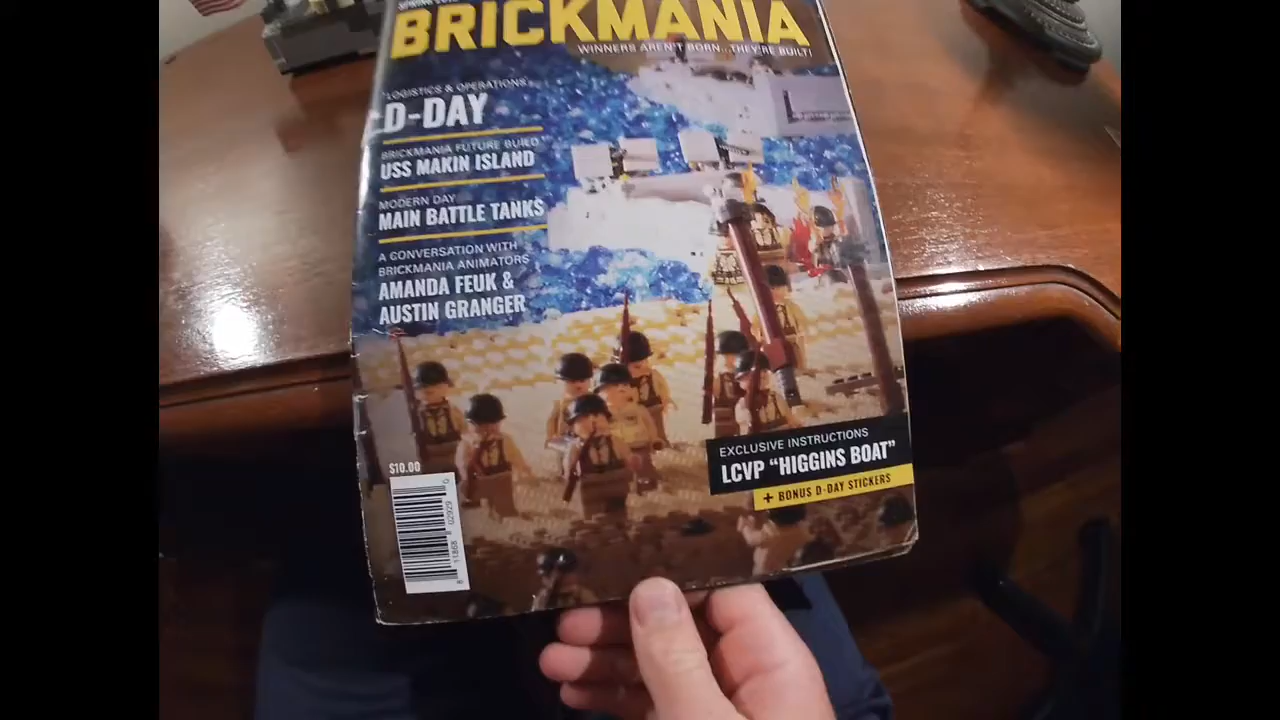 BRICKMANIA
WINNERS AREN'T BORN...THEY'RE BUILT!
LOGISTICS & OPERATIONS
D-DAY
BRICKMANIA FUTURE BUILD
USS MAKIN ISLAND
MODERN DAY
MAIN BATTLE TANKS
A CONVERSATION WITH
BRICKMANIA ANIMATORS
AMANDA FEUK &
AUSTIN GRANGER
EXCLUSIVE INSTRUCTIONS
LCVP "HIGGINS BOAT"
+ BONUS D-DAY STICKERS
$10.00